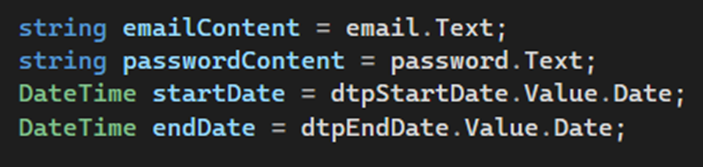 string emailContent = email.Text;
string passwordContent = password.Text;
DateTime startDate = dtpStartDate.Value.Date;
DateTime endDate = dtpEndDate.Value.Date;